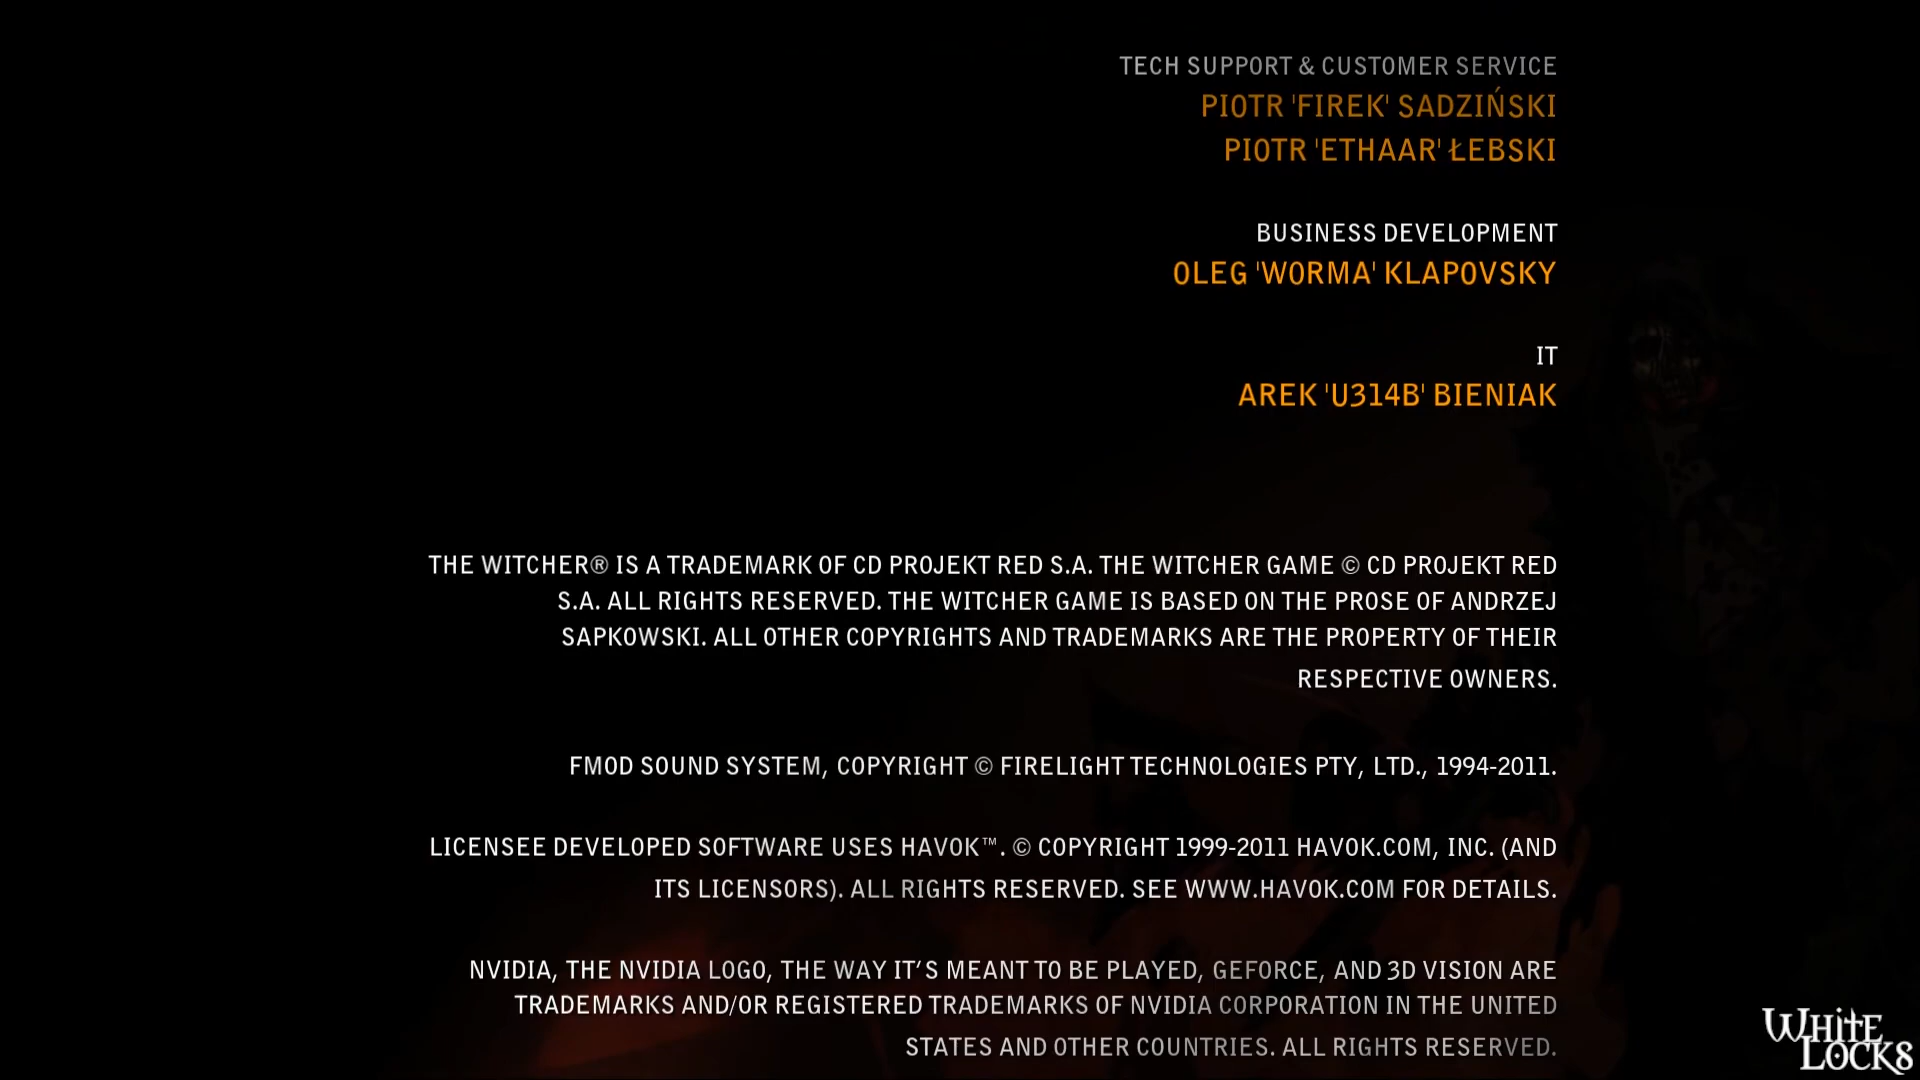 TECH SUPPORT & CUSTOMER SERVICE
PIOTR 'FIREK' SADZIŃSKI
PIOTR 'ETHAAR' ŁEBSKI
BUSINESS DEVELOPMENT
OLEG 'WORMA' KLAPOVSKY
IT
AREK 'U314B' BIENIAK
THE WITCHER® IS A TRADEMARK OF CD PROJEKT RED S.A. THE WITCHER GAME © CD PROJEKT RED
S.A. ALL RIGHTS RESERVED. THE WITCHER GAME IS BASED ON THE PROSE OF ANDRZEJ
SAPKOWSKI. ALL OTHER COPYRIGHTS AND TRADEMARKS ARE THE PROPERTY OF THEIR
RESPECTIVE OWNERS.
FMOD SOUND SYSTEM, COPYRIGHT © FIRELIGHT TECHNOLOGIES PTY, LTD., 1994-2011.
LICENSEE DEVELOPED SOFTWARE USES HAVOK™. © COPYRIGHT 1999-2011 HAVOK.COM, INC. (AND
ITS LICENSORS). ALL RIGHTS RESERVED. SEE WWW.HAVOK.COM FOR DETAILS.
NVIDIA, THE NVIDIA LOGO, THE WAY IT'S MEANT TO BE PLAYED, GEFORCE, AND 3D VISION ARE
TRADEMARKS AND/OR REGISTERED TRADEMARKS OF NVIDIA CORPORATION IN THE UNITED
STATES AND OTHER COUNTRIES. ALL RIGHTS RESERVED.
WHITE
LOCKS